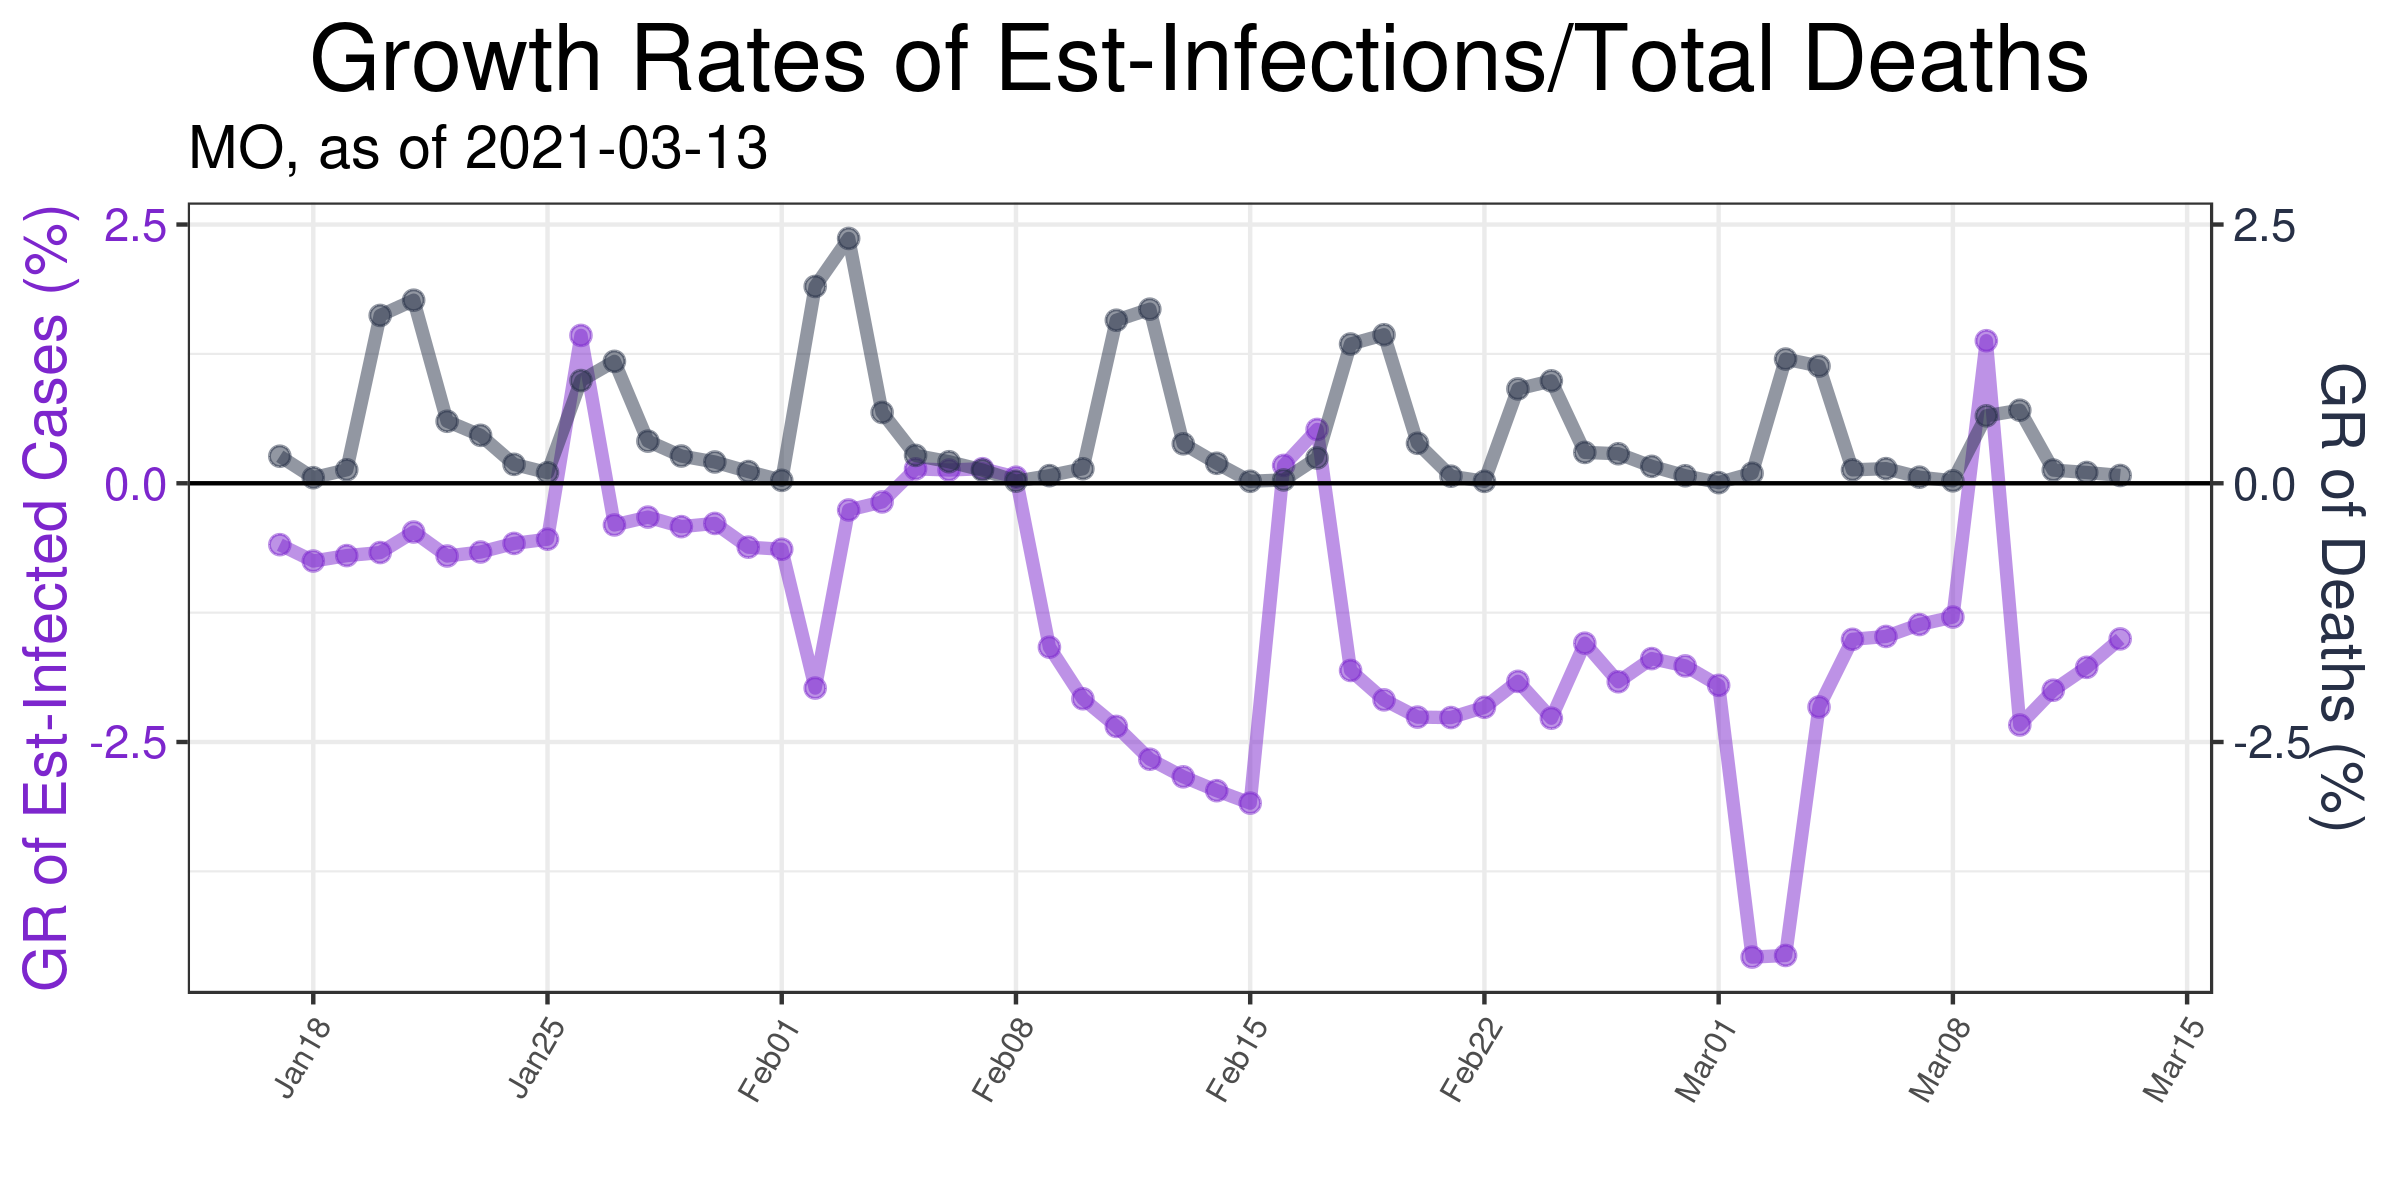 Growth Rates of Est-Infections/Total Deaths
MO, as of 2021-03-13
GR of Est-Infected Cases (%)
2.5
0.0
-2.5
2.5
0.0
-2.5
GR of Deaths (%)
Jan18
Jan25
Feb01
Feb08
Feb15
Feb22
Mar01
Mar08
Mar15